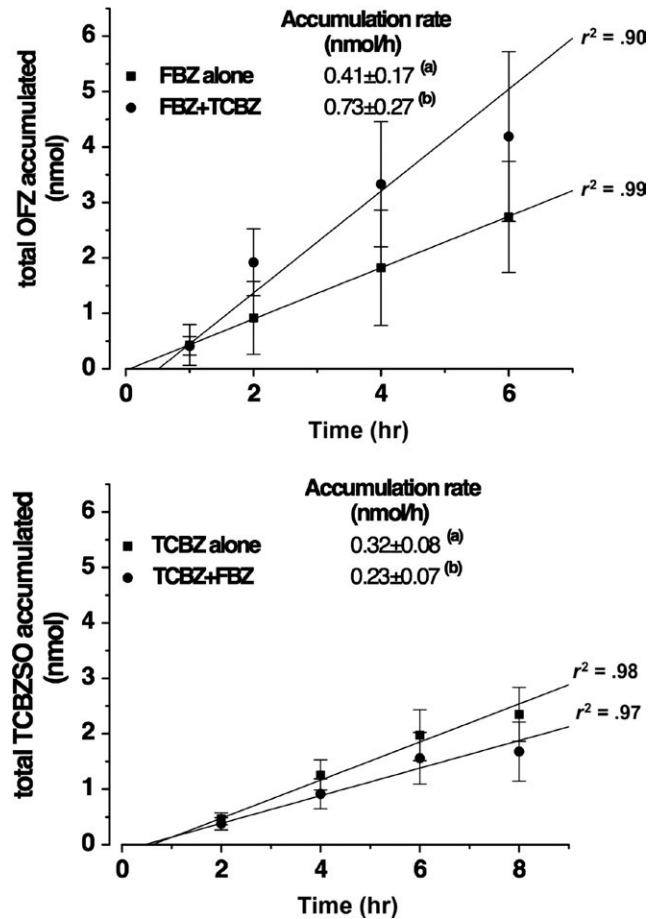 Accumulation rate
(nmol/h)
FBZ alone 0.41±0.17 (a)
FBZ+TCBZ 0.73±0.27 (b)
r² = .90
r² = .99
total OFZ accumulated
(nmol)
6
5
4
3
2
1
0
0 2 4 6
Time (hr)
Accumulation rate
(nmol/h)
TCBZ alone 0.32±0.08 (a)
TCBZ+FBZ 0.23±0.07 (b)
r² = .98
r² = .97
total TCBZSO accumulated
(nmol)
6
5
4
3
2
1
0
0 2 4 6 8
Time (hr)